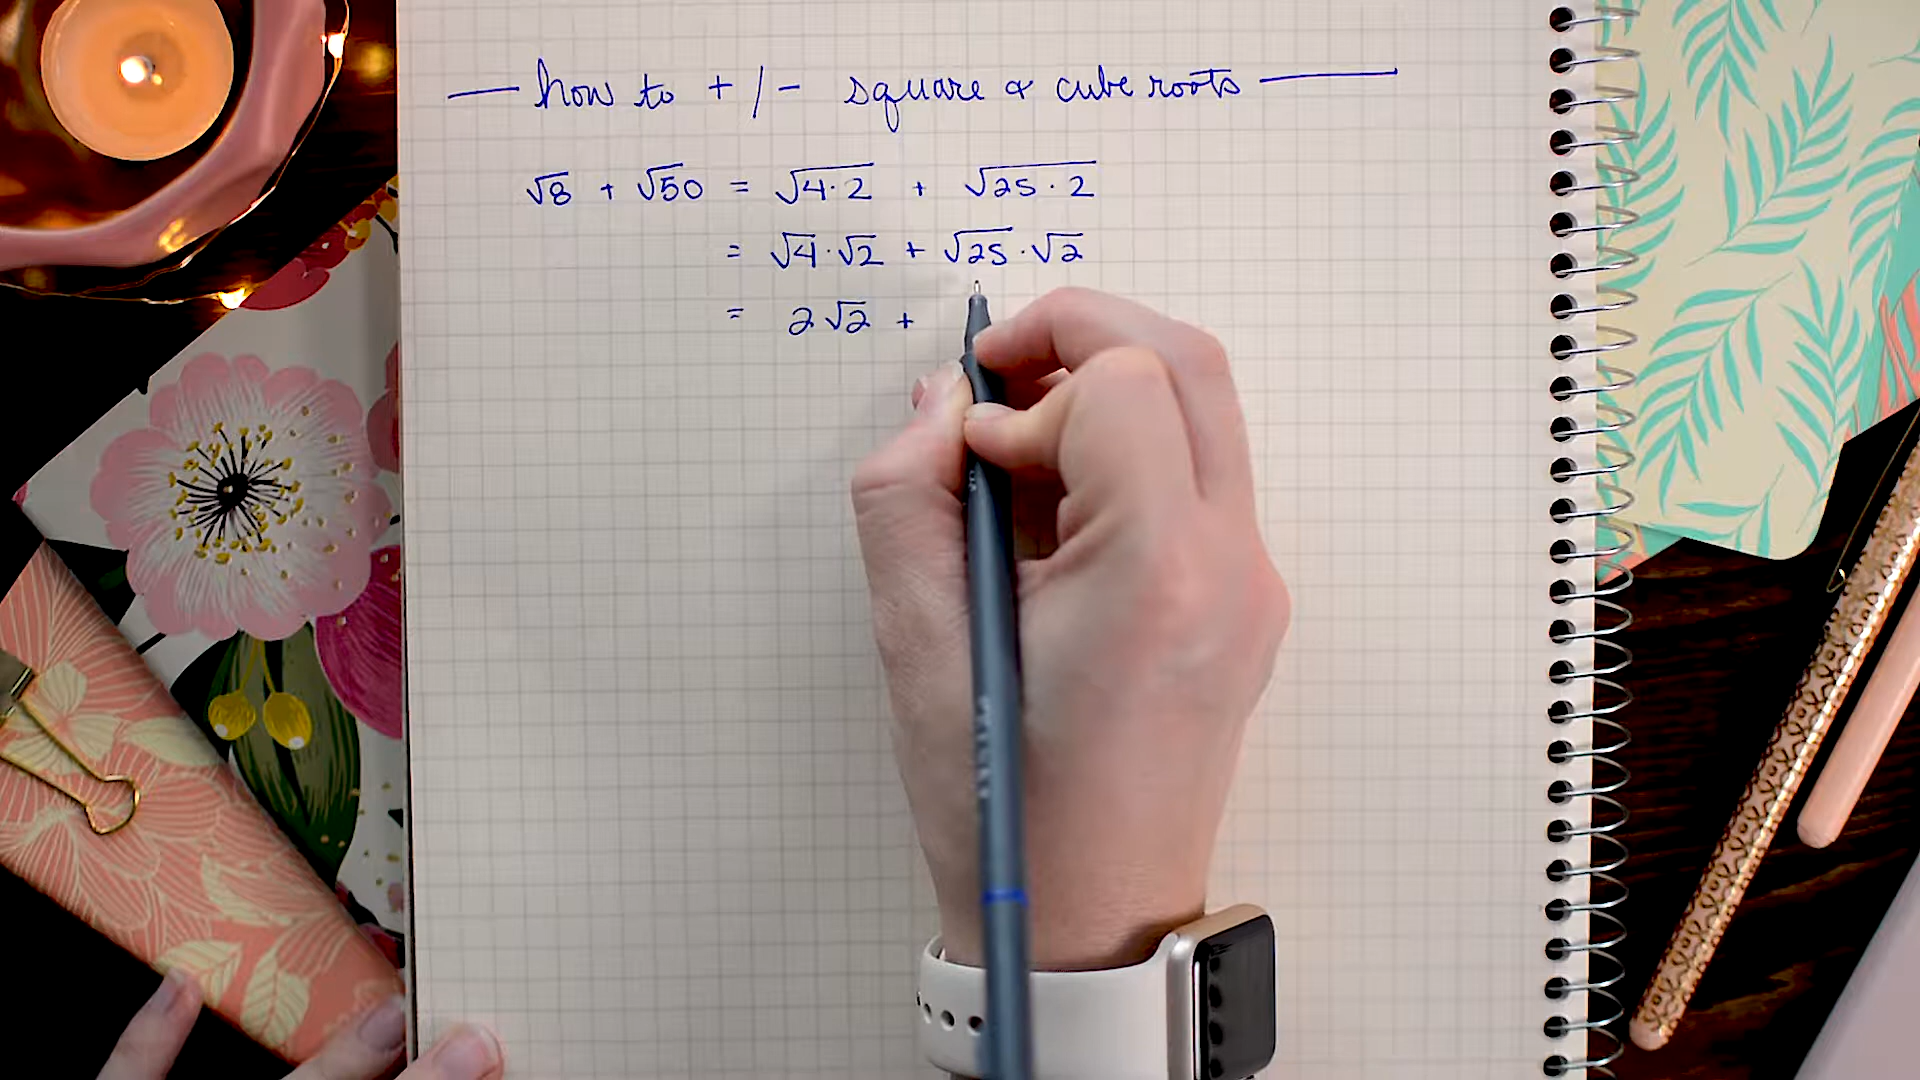 — how to + / - square & cube roots —
√8 + √50 = √4·2 + √25·2
= √4·√2 + √25·√2
= 2√2 +